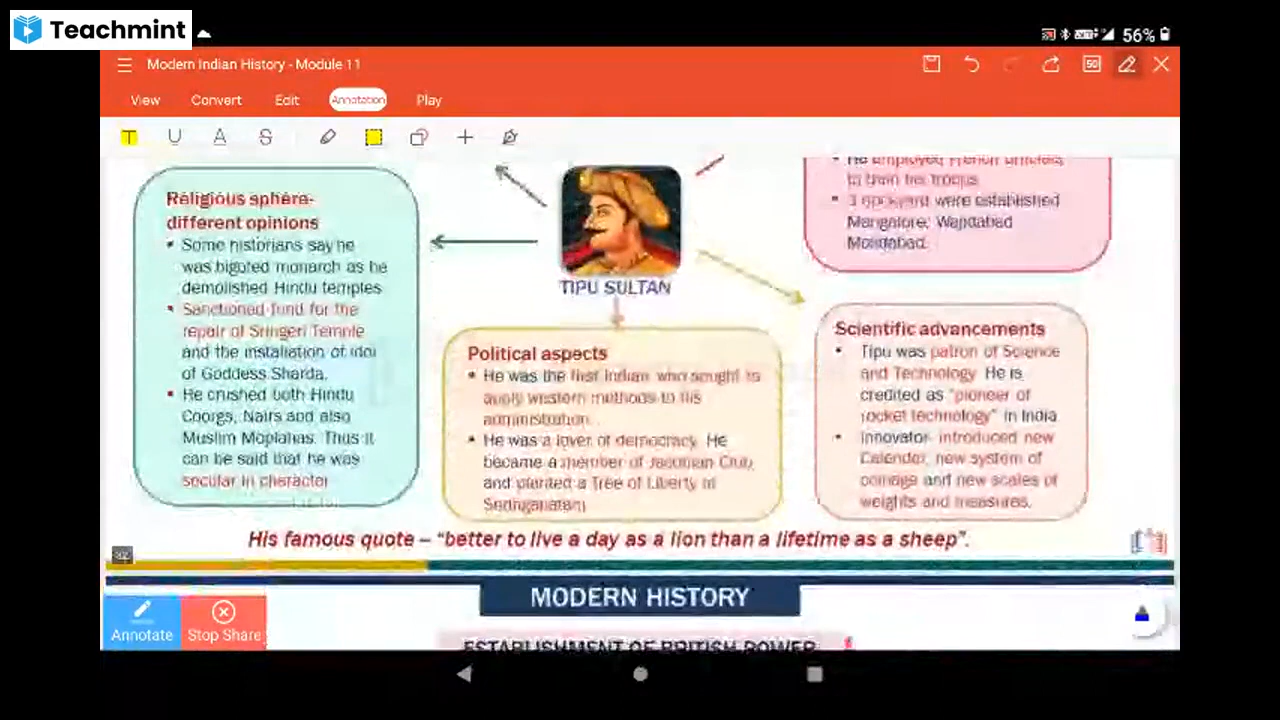 Teachmint
56%
Modern Indian History - Module 11
50
View Convert Edit Annotation Play
T U A S
Religious sphere-
different opinions
• Some historians say he
was bigoted monarch as he
demolished Hindu temples
• Sanctioned fund for the
repair of Sringeri Temple
and the installation of idol
of Goddess Sharda.
• He crushed both Hindu
Coorgs, Nairs and also
Muslim Moplahas. Thus it
can be said that he was
secular in character
TIPU SULTAN
Political aspects
• He was the first Indian who sought to
apply western methods to his
administration.
• He was a lover of democracy. He
became a member of Jacobian Club
and planted a Tree of Liberty at
• He employed French officers
to train his troops
• 3 dockyard were established
Mangalore, Wajidabad
Molidabad.
Scientific advancements
• Tipu was patron of Science
and Technology. He is
credited as "pioneer of
rocket technology" in India
• Innovator- introduced new
Calender, new system of
coinage and new scales of
weights and measures.
His famous quote – "better to live a day as a lion than a lifetime as a sheep".
MODERN HISTORY
ESTABLISHMENT OF BRITISH POWER
Annotate Stop Share